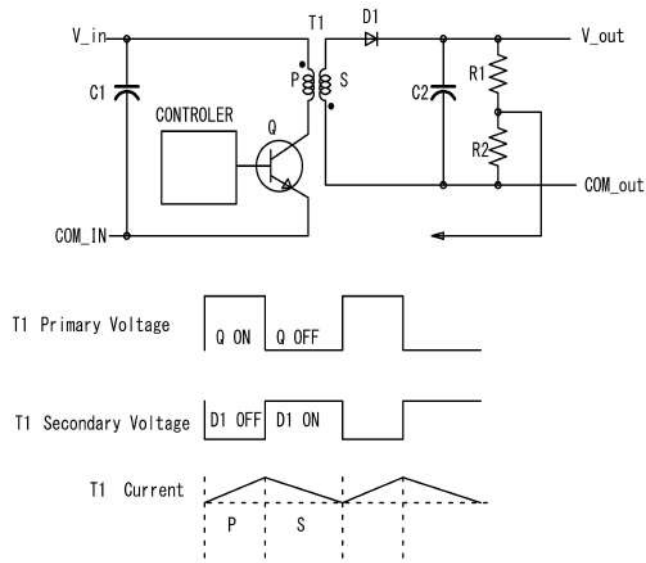 D1
T1
V_in
V_out
C1
P
S
C2
R1
CONTROLER
Q
R2
COM_out
COM_IN
T1 Primary Voltage
Q ON
Q OFF
T1 Secondary Voltage
D1 OFF
D1 ON
T1 Current
P
S